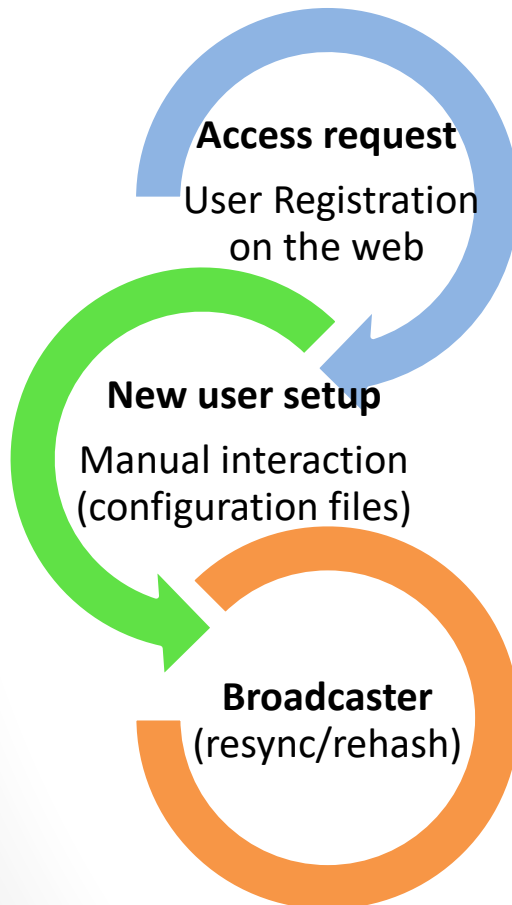 Access request
User Registration
on the web
New user setup
Manual interaction
(configuration files)
Broadcaster
(resync/rehash)